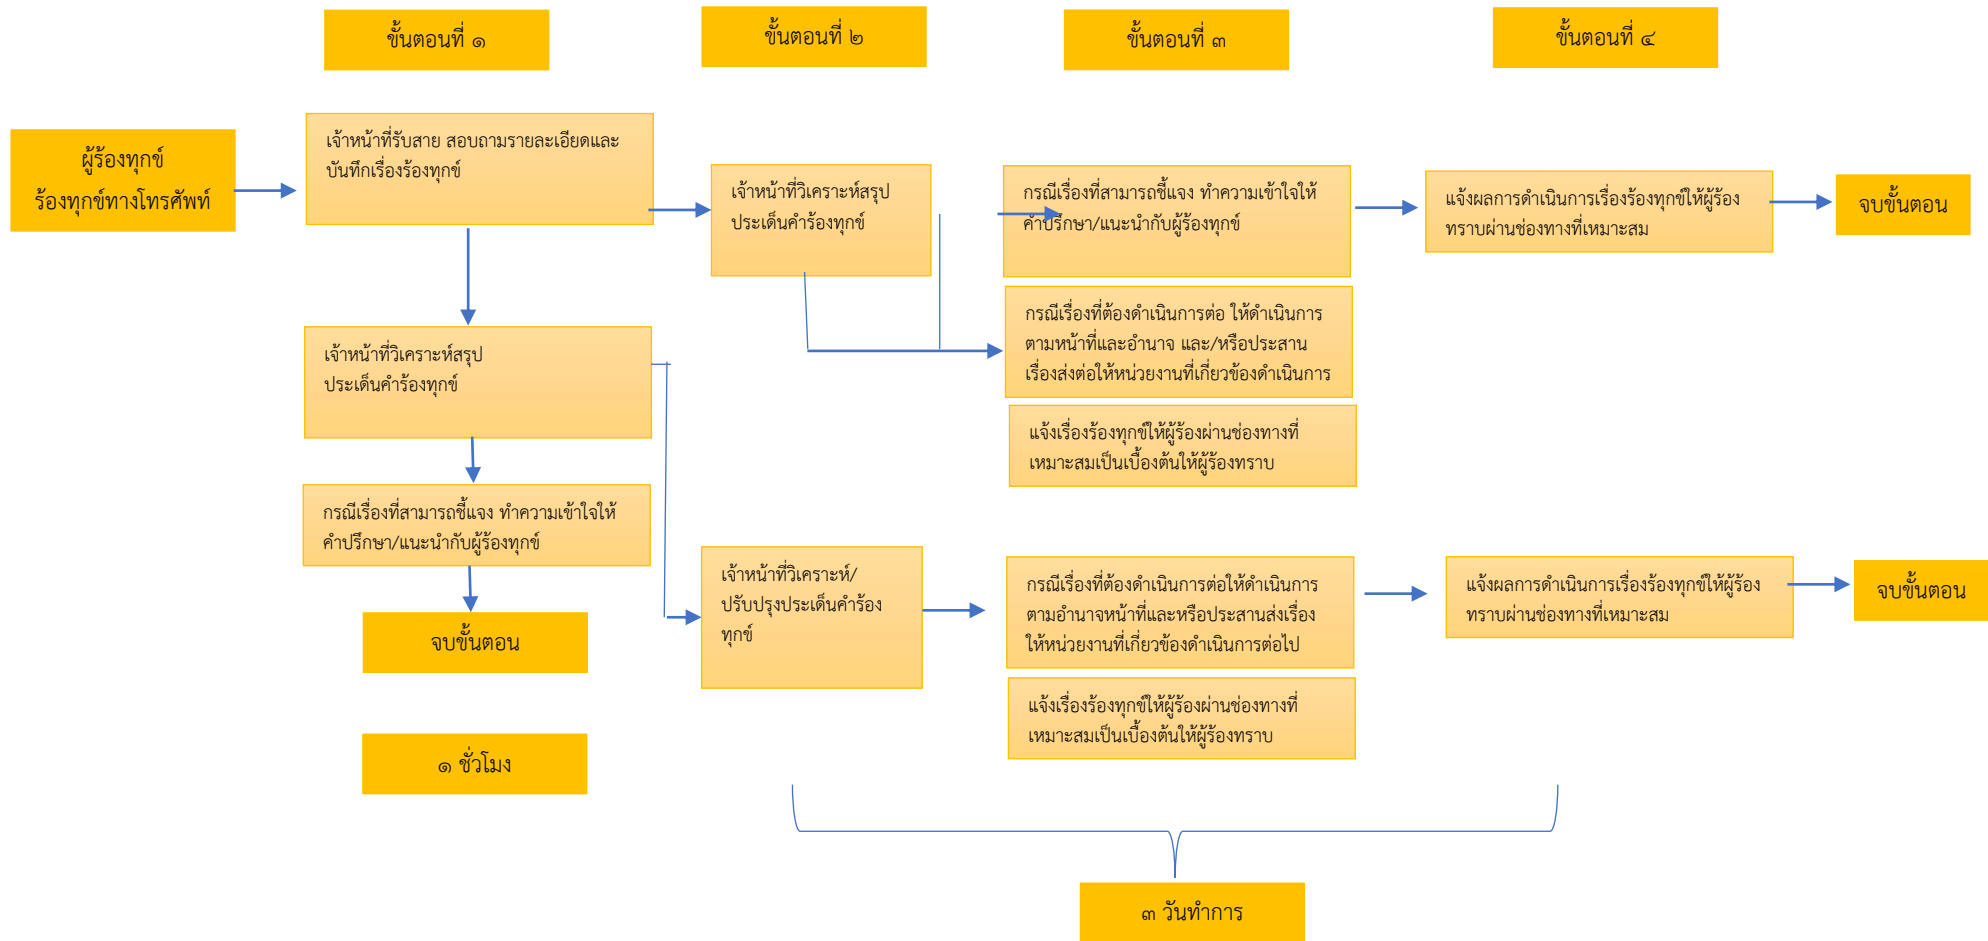 ขั้นตอนที่ ๑
ขั้นตอนที่ ๒
ขั้นตอนที่ ๓
ขั้นตอนที่ ๔
ผู้ร้องทุกข์
ร้องทุกข์ทางโทรศัพท์
เจ้าหน้าที่รับสาย สอบถามรายละเอียดและ
บันทึกเรื่องร้องทุกข์
เจ้าหน้าที่วิเคราะห์สรุป
ประเด็นคำร้องทุกข์
กรณีเรื่องที่สามารถชี้แจง ทำความเข้าใจให้
คำปรึกษา/แนะนำกับผู้ร้องทุกข์
แจ้งผลการดำเนินการเรื่องร้องทุกข์ให้ผู้ร้อง
ทราบผ่านช่องทางที่เหมาะสม
จบขั้นตอน
กรณีเรื่องที่ต้องดำเนินการต่อ ให้ดำเนินการ
ตามหน้าที่และอำนาจ และ/หรือประสาน
เรื่องส่งต่อให้หน่วยงานที่เกี่ยวข้องดำเนินการ
แจ้งเรื่องร้องทุกข์ให้ผู้ร้องผ่านช่องทางที่
เหมาะสมเป็นเบื้องต้นให้ผู้ร้องทราบ
เจ้าหน้าที่วิเคราะห์สรุป
ประเด็นคำร้องทุกข์
กรณีเรื่องที่สามารถชี้แจง ทำความเข้าใจให้
คำปรึกษา/แนะนำกับผู้ร้องทุกข์
จบขั้นตอน
เจ้าหน้าที่วิเคราะห์/
ปรับปรุงประเด็นคำร้อง
ทุกข์
กรณีเรื่องที่ต้องดำเนินการต่อให้ดำเนินการ
ตามอำนาจหน้าที่และหรือประสานส่งเรื่อง
ให้หน่วยงานที่เกี่ยวข้องดำเนินการต่อไป
แจ้งเรื่องร้องทุกข์ให้ผู้ร้องผ่านช่องทางที่
เหมาะสมเป็นเบื้องต้นให้ผู้ร้องทราบ
แจ้งผลการดำเนินการเรื่องร้องทุกข์ให้ผู้ร้อง
ทราบผ่านช่องทางที่เหมาะสม
จบขั้นตอน
๑ ชั่วโมง
๓ วันทำการ